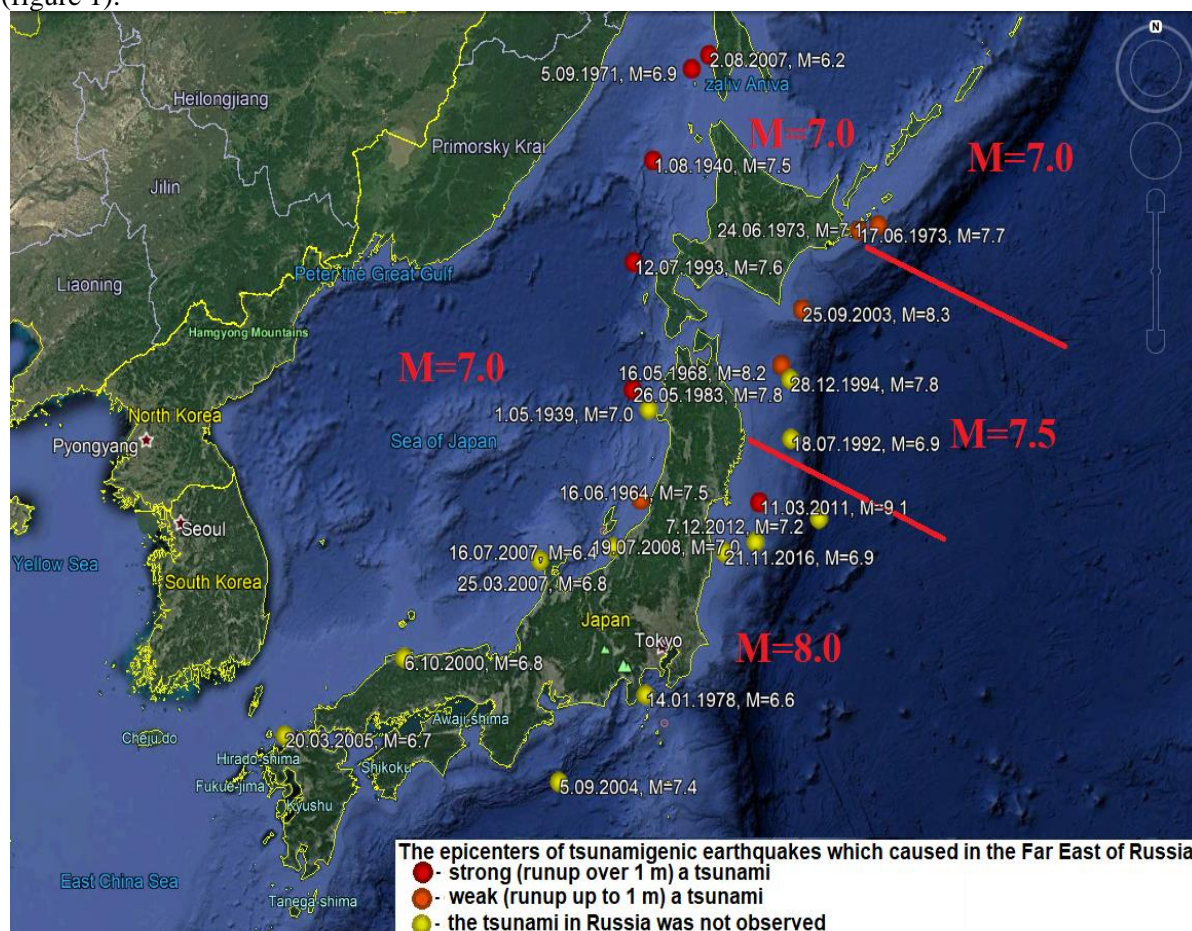 (figure 1).
N
2.08.2007, M=6.2
5.09.1971, M=6.9
zaliv Aniva
Heilongjiang
M=7.0
Primorsky Krai
M=7.0
1.08.1940, M=7.5
Jilin
24.06.1973, M=7.1
17.06.1973, M=7.7
12.07.1993, M=7.6
Peter the Great Gulf
Liaoning
25.09.2003, M=8.3
Hamgyong Mountains
M=7.0
16.05.1968, M=8.2
28.12.1994, M=7.8
26.05.1983, M=7.8
1.05.1939, M=7.0
North Korea
M=7.5
Sea of Japan
Pyongyang
18.07.1992, M=6.9
16.06.1964, M=7.5
11.03.2011, M=9.1
Seoul
7.12.2012, M=7.2
16.07.2007, M=6.4
19.07.2008, M=7.0
21.11.2016, M=6.9
Yellow Sea
South Korea
25.03.2007, M=6.8
Japan
Tokyo
M=8.0
6.10.2000, M=6.8
14.01.1978, M=6.6
Awaji-shima
Cheju do
20.03.2005, M=6.7
Hirado-shima
Shikoku
Fukue-jima
5.09.2004, M=7.4
Kyushu
East China Sea
Tanega-shima
The epicenters of tsunamigenic earthquakes which caused in the Far East of Russia
- strong (runup over 1 m) a tsunami
- weak (runup up to 1 m) a tsunami
- the tsunami in Russia was not observed